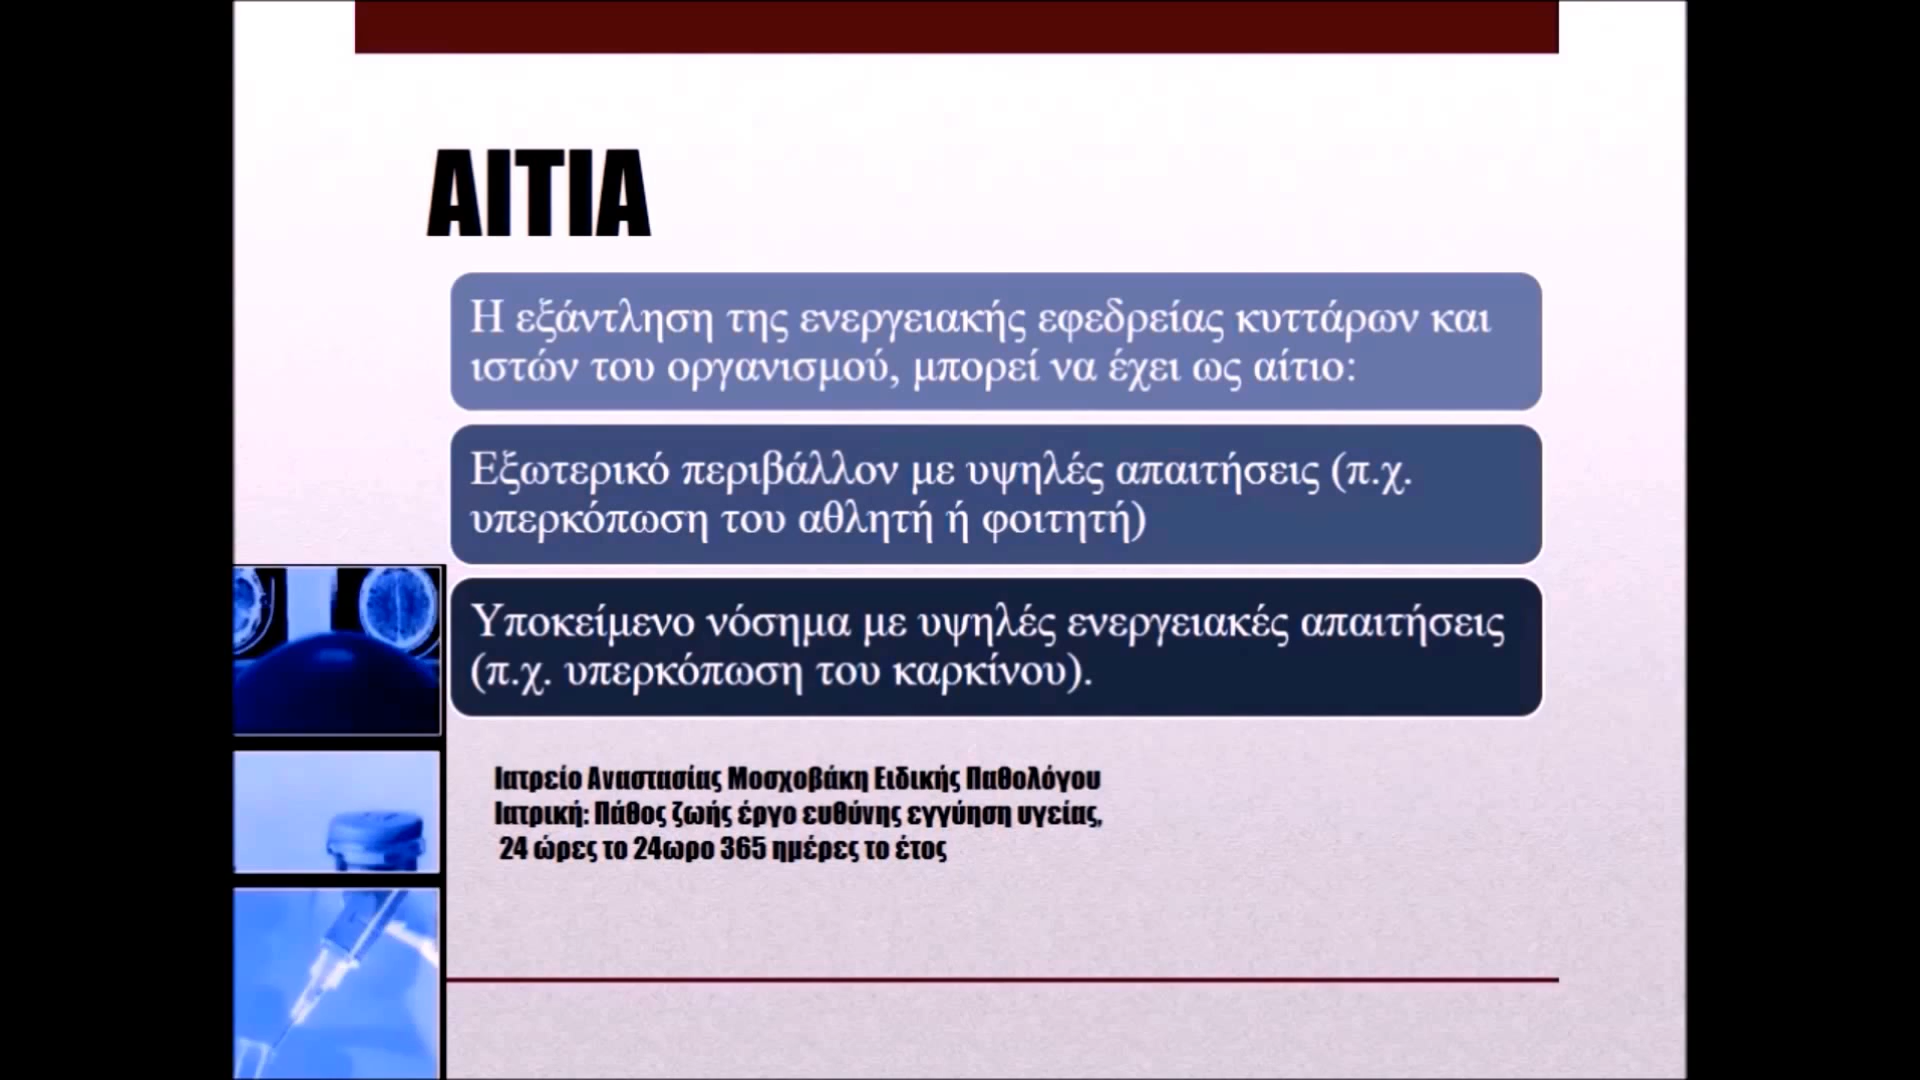 ΑΙΤΙΑ
Η εξάντληση της ενεργειακής εφεδρείας κυττάρων και
ιστών του οργανισμού, μπορεί να έχει ως αίτιο:
Εξωτερικό περιβάλλον με υψηλές απαιτήσεις (π.χ.
υπερκόπωση του αθλητή ή φοιτητή)
Υποκείμενο νόσημα με υψηλές ενεργειακές απαιτήσεις
(π.χ. υπερκόπωση του καρκίνου).
Ιατρείο Αναστασίας Μοσχοβάκη Ειδικής Παθολόγου
Ιατρική: Πάθος ζωής έργο ευθύνης εγγύηση υγείας,
24 ώρες το 24ωρο 365 ημέρες το έτος